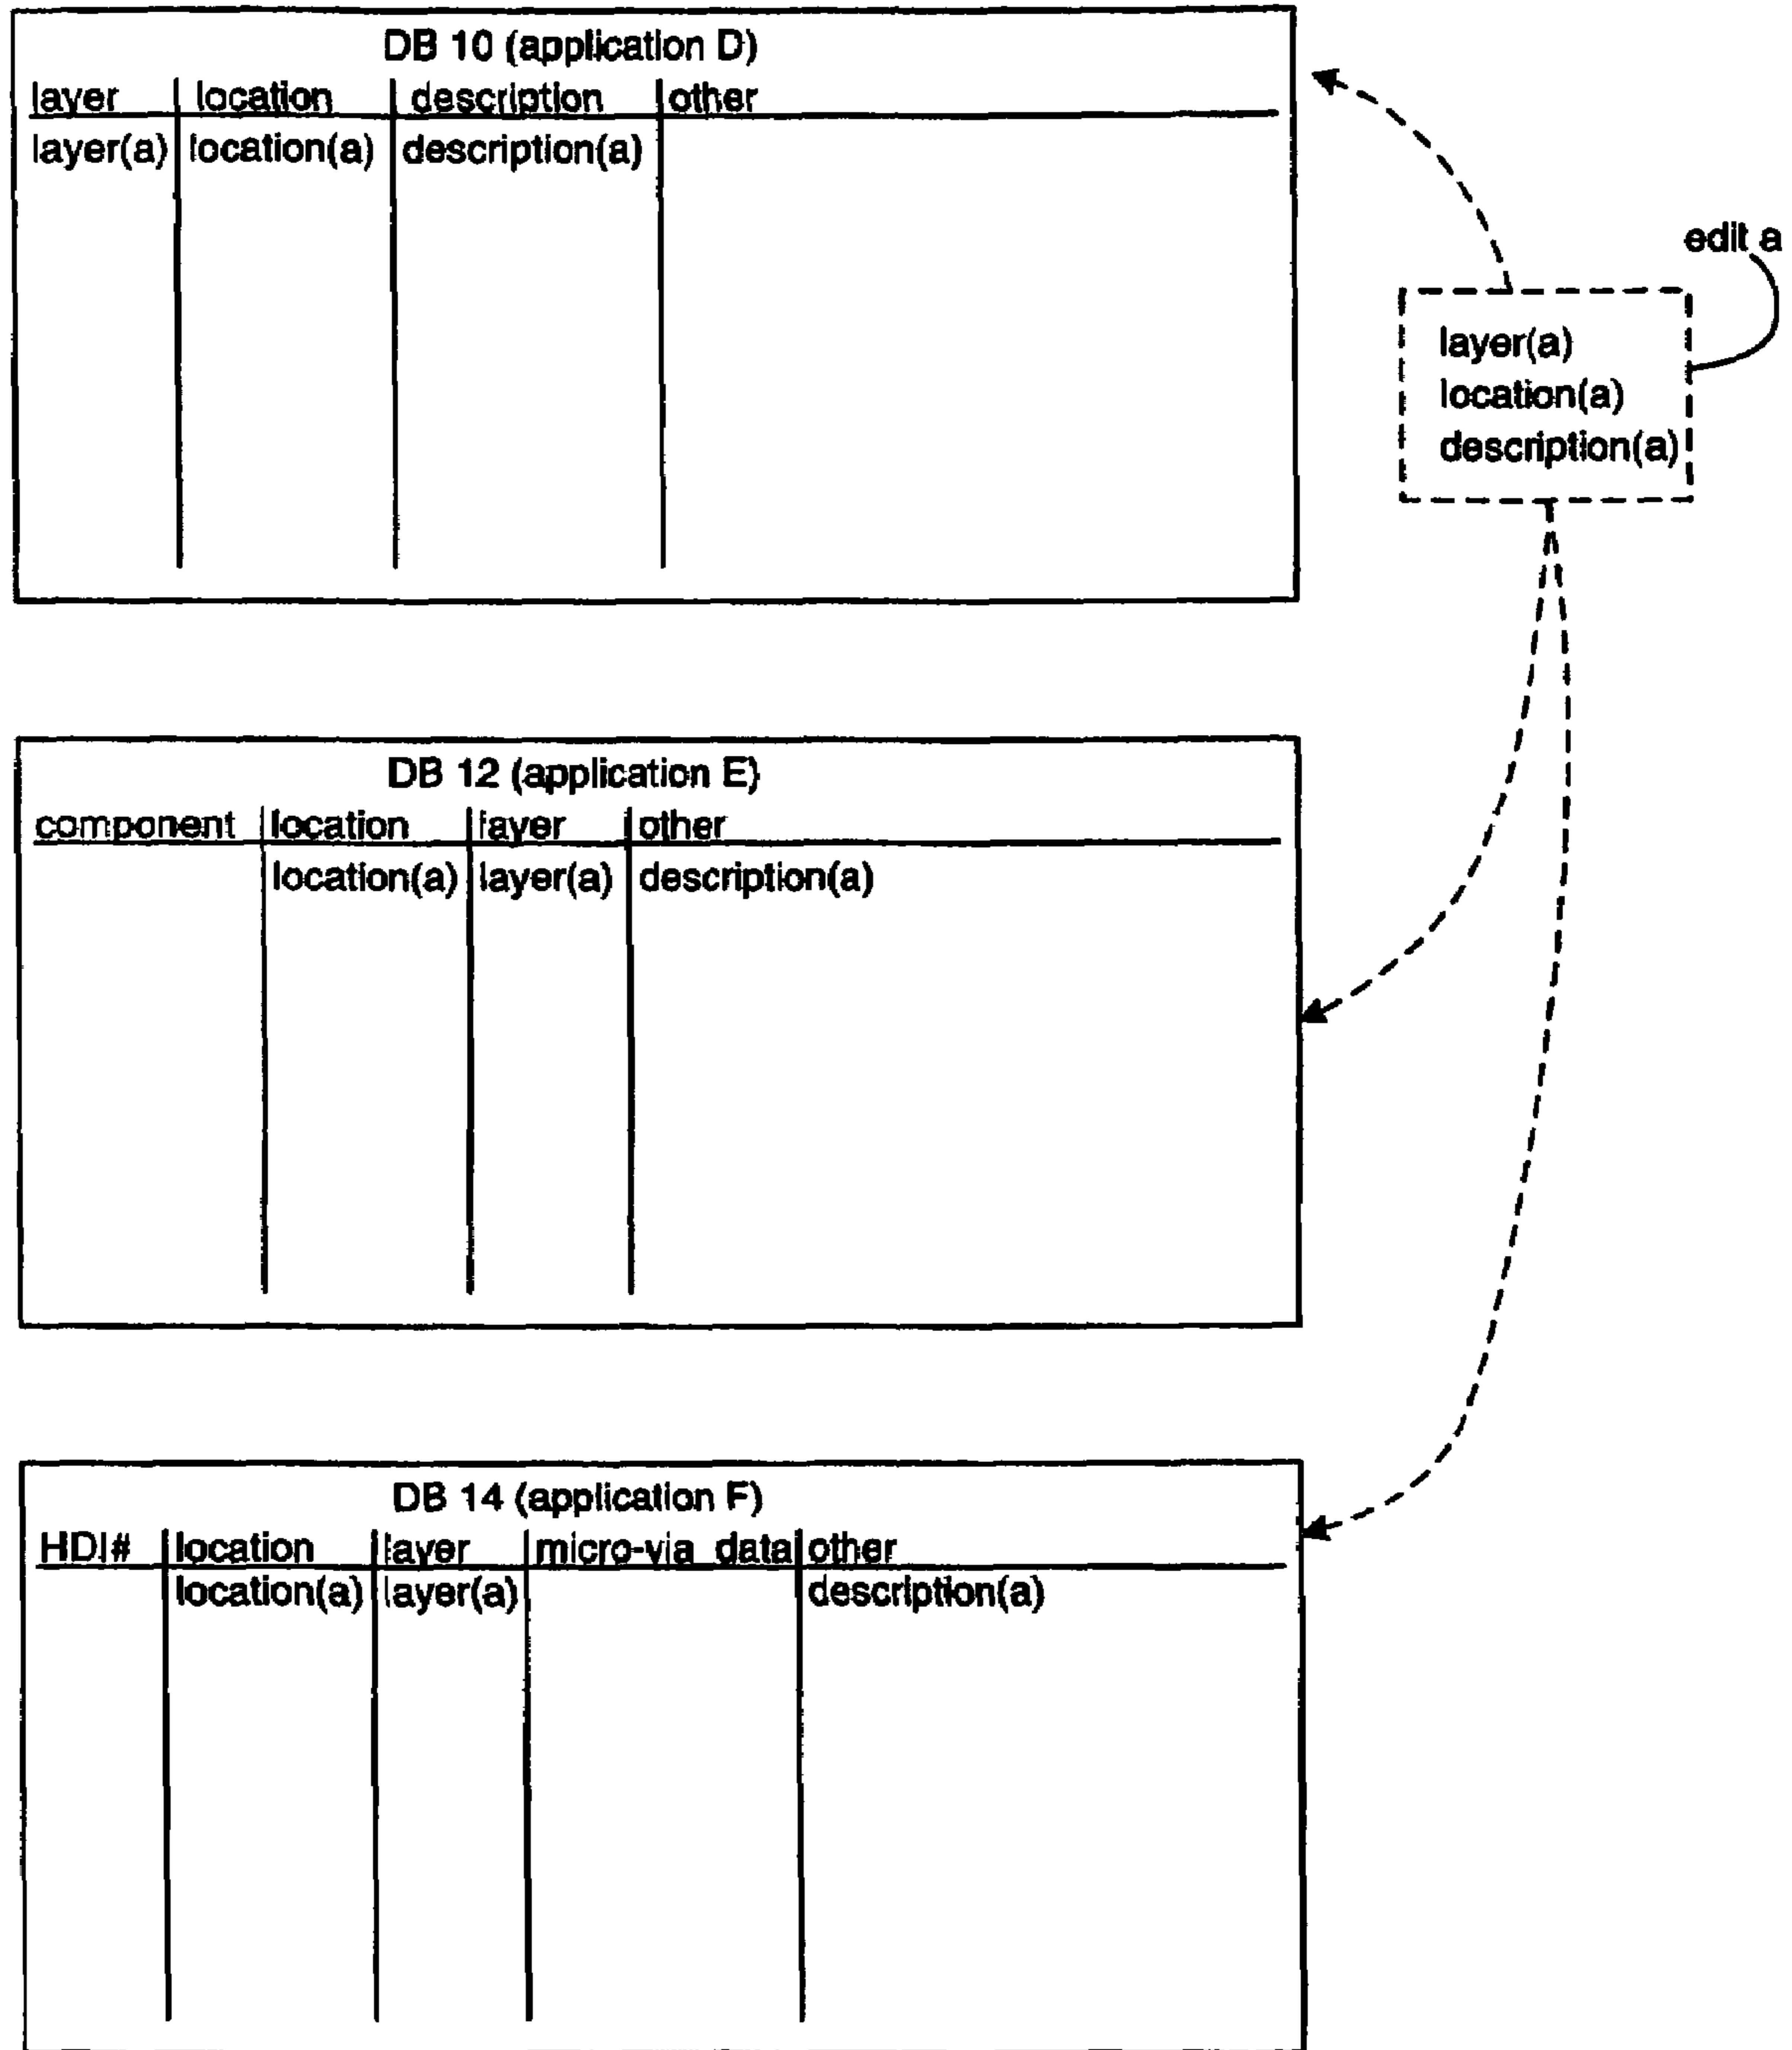 DB 10 (application D)
layer location description other
layer(a) location(a) description(a)
edit a
layer(a)
location(a)
description(a)
DB 12 (application E)
component location layer other
location(a) layer(a) description(a)
DB 14 (application F)
HDI# location layer micro-via_data other
location(a) layer(a) description(a)